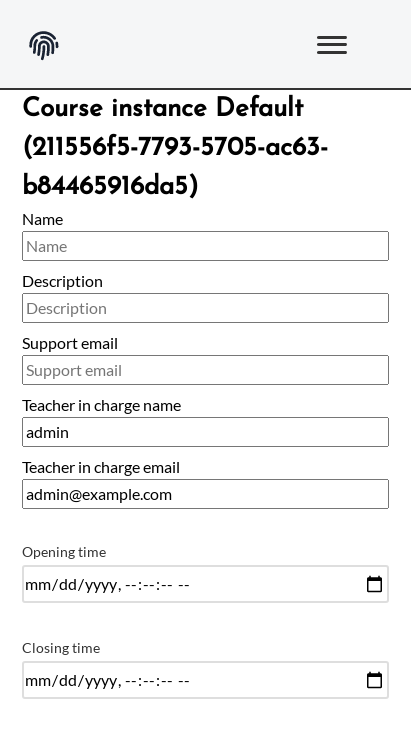 Course instance Default
(211556f5-7793-5705-ac63-
b84465916da5)
Name
Name
Description
Description
Support email
Support email
Teacher in charge name
admin
Teacher in charge email
admin@example.com
Opening time
mm/dd/yyyy, --:--:-- --
Closing time
mm/dd/yyyy, --:--:-- --